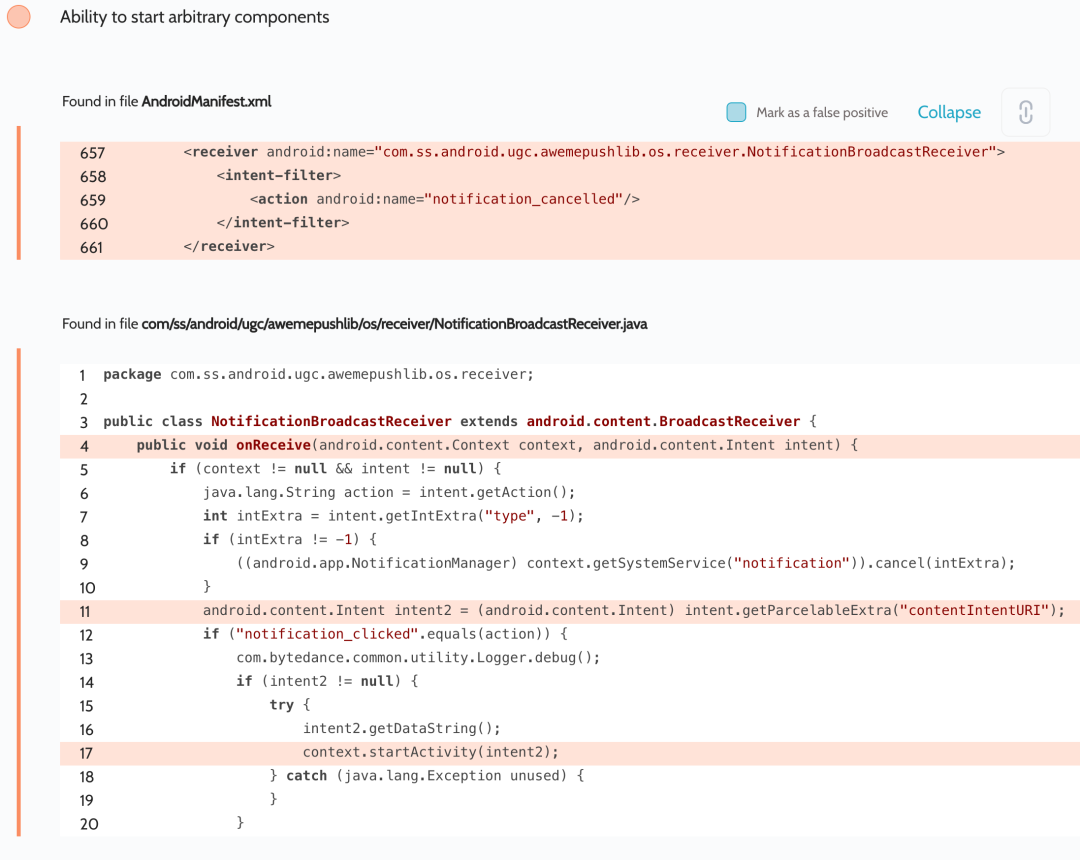 Ability to start arbitrary components
Found in file AndroidManifest.xml
Mark as a false positive
Collapse
657 <receiver android:name="com.ss.android.ugc.awemepushlib.os.receiver.NotificationBroadcastReceiver">
658 <intent-filter>
659 <action android:name="notification_cancelled"/>
660 </intent-filter>
661 </receiver>
Found in file com/ss/android/ugc/awemepushlib/os/receiver/NotificationBroadcastReceiver.java
1 package com.ss.android.ugc.awemepushlib.os.receiver;
2
3 public class NotificationBroadcastReceiver extends android.content.BroadcastReceiver {
4 public void onReceive(android.content.Context context, android.content.Intent intent) {
5 if (context != null && intent != null) {
6 java.lang.String action = intent.getAction();
7 int intExtra = intent.getIntExtra("type", -1);
8 if (intExtra != -1) {
9 ((android.app.NotificationManager) context.getSystemService("notification")).cancel(intExtra);
10 }
11 android.content.Intent intent2 = (android.content.Intent) intent.getParcelableExtra("contentIntentURI");
12 if ("notification_clicked".equals(action)) {
13 com.bytedance.common.utility.Logger.debug();
14 if (intent2 != null) {
15 try {
16 intent2.getDataString();
17 context.startActivity(intent2);
18 } catch (java.lang.Exception unused) {
19 }
20 }